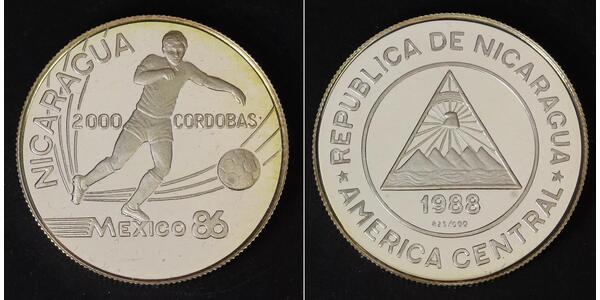 NICARAGUA
2000 CORDOBAS
MEXICO 86
REPUBLICA DE NICARAGUA
1988
AMERICA CENTRAL